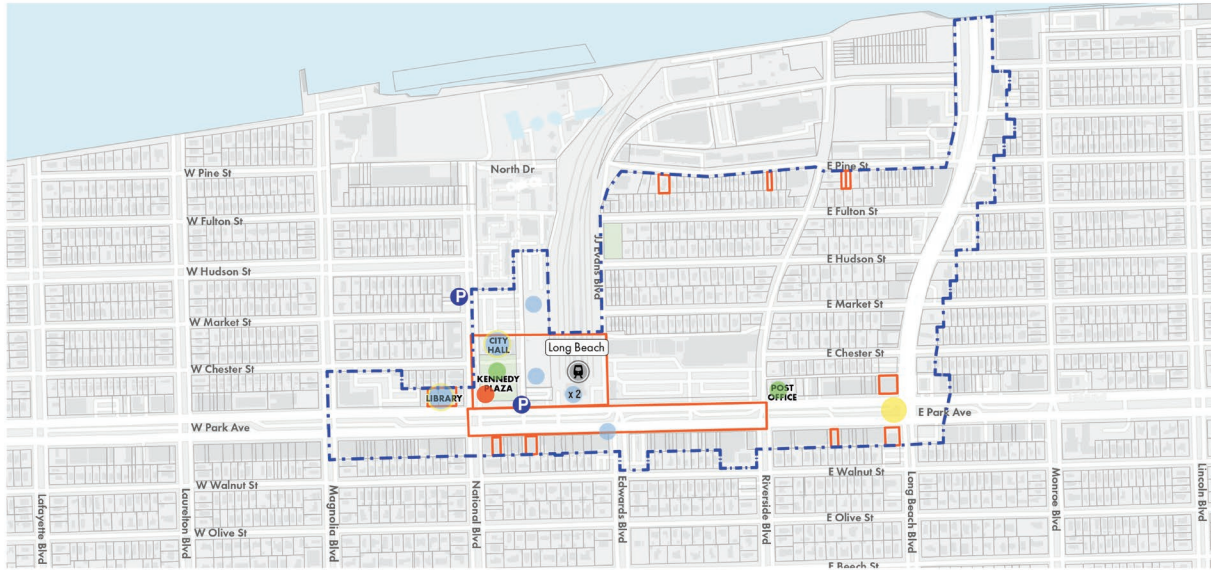 North Dr
W Pine St
E Pine St
W Fulton St
E Fulton St
JJ Evans Blvd
W Hudson St
E Hudson St
P
W Market St
E Market St
CITY
HALL
Long Beach
E Chester St
W Chester St
KENNEDY
PLAZA
x 2
POST
OFFICE
LIBRARY
P
E Park Ave
W Park Ave
E Walnut St
W Walnut St
E Olive St
W Olive St
E Beech St
Lafayette Blvd
Laurelton Blvd
Magnolia Blvd
National Blvd
Edwards Blvd
Riverside Blvd
Long Beach Blvd
Monroe Blvd
Lincoln Blvd